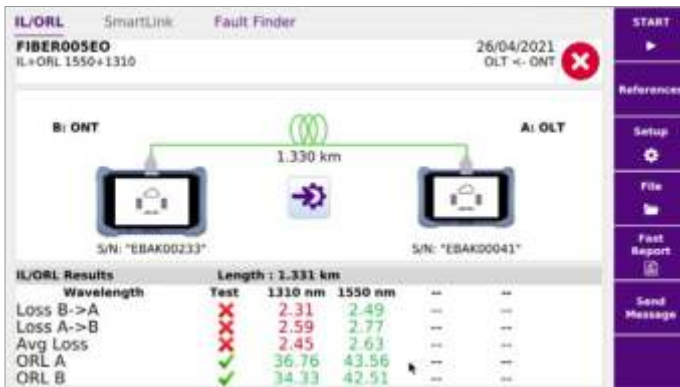 IL/ORL SmartLink Fault Finder
FIBER005EO
IL+ORL 1550+1310
26/04/2021
OLT <- ONT
B: ONT
A: OLT
1.330 km
S/N: "EBAK00233"
S/N: "EBAK00041"
IL/ORL Results Length : 1.331 km
Wavelength Test 1310 nm 1550 nm -- --
Loss B->A 2.31 2.49 -- --
Loss A->B 2.59 2.77 -- --
Avg Loss 2.45 2.63 -- --
ORL A 36.76 43.56 -- --
ORL B 34.33 42.51 -- --
START
References
Setup
File
Fast
Report
Send
Message